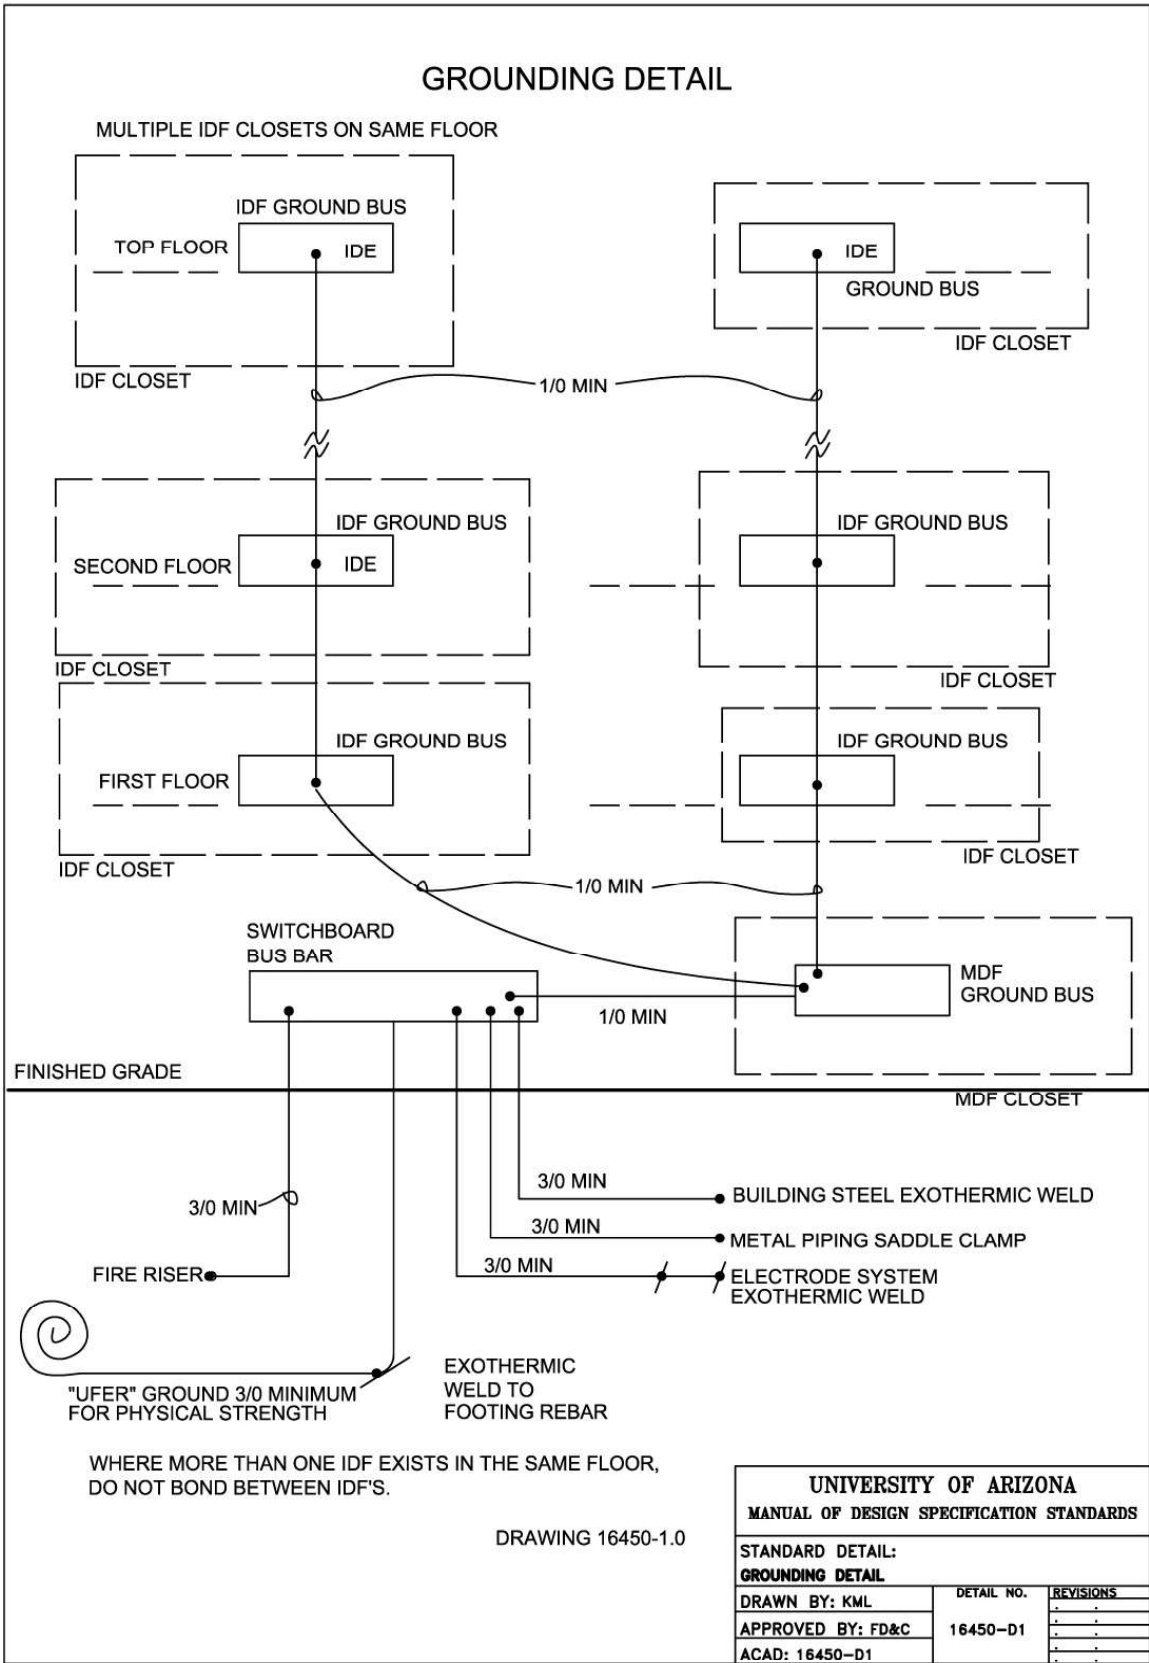 GROUNDING DETAIL
MULTIPLE IDF CLOSETS ON SAME FLOOR
IDF GROUND BUS
TOP FLOOR
IDE
IDF CLOSET
IDE
GROUND BUS
IDF CLOSET
1/0 MIN
IDF GROUND BUS
SECOND FLOOR
IDE
IDF CLOSET
IDF GROUND BUS
IDF CLOSET
IDF GROUND BUS
FIRST FLOOR
IDF CLOSET
IDF GROUND BUS
IDF CLOSET
1/0 MIN
SWITCHBOARD
BUS BAR
MDF
GROUND BUS
1/0 MIN
FINISHED GRADE
MDF CLOSET
3/0 MIN
BUILDING STEEL EXOTHERMIC WELD
3/0 MIN
3/0 MIN
METAL PIPING SADDLE CLAMP
3/0 MIN
FIRE RISER
ELECTRODE SYSTEM
EXOTHERMIC WELD
"UFER" GROUND 3/0 MINIMUM
FOR PHYSICAL STRENGTH
EXOTHERMIC
WELD TO
FOOTING REBAR
WHERE MORE THAN ONE IDF EXISTS IN THE SAME FLOOR,
DO NOT BOND BETWEEN IDF'S.
DRAWING 16450-1.0
UNIVERSITY OF ARIZONA
MANUAL OF DESIGN SPECIFICATION STANDARDS
STANDARD DETAIL:
GROUNDING DETAIL
DRAWN BY: KML
DETAIL NO.
REVISIONS
APPROVED BY: FD&C
16450-D1
ACAD: 16450-D1